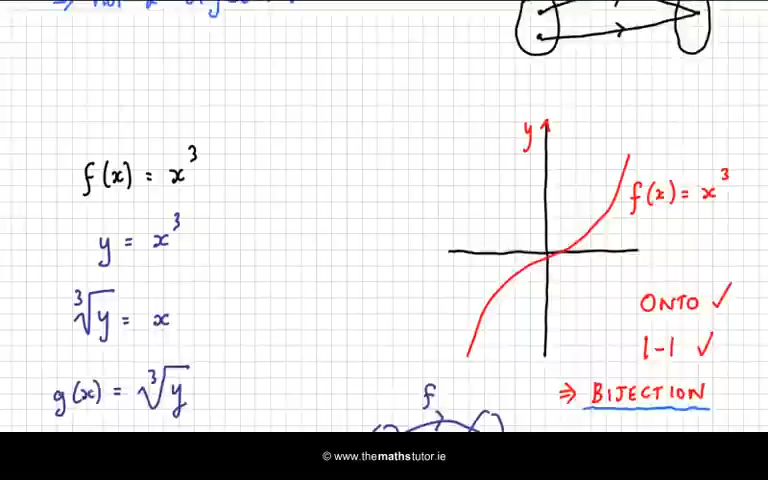 f(x) = x³
y = x³
∛y = x
g(x) = ∛y
y
f(x) = x³
ONTO ✓
1-1 ✓
⇒ BIJECTION
f
© www.themathstutor.ie